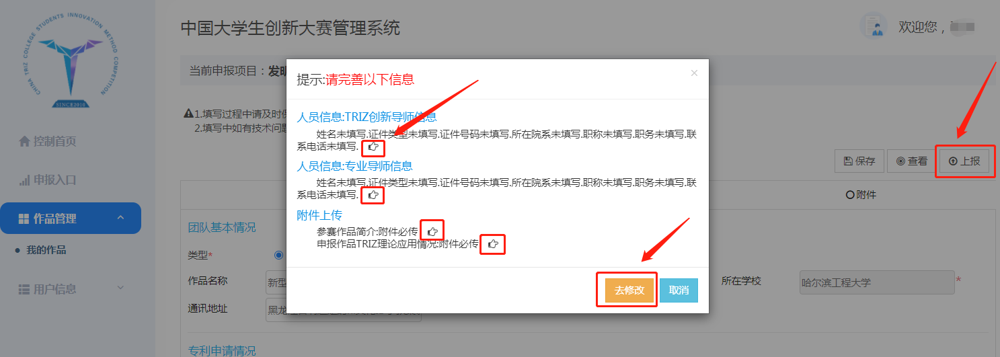 CHINA TRIZ COLLEGE STUDENTS INNOVATION METHOD COMPETITION
SINCE2010
中国大学生创新大赛管理系统
欢迎您，
当前申报项目：发明
提示:请完善以下信息
×
1.填写过程中请及时保
2.填写中如有技术问题
人员信息:TRIZ创新导师信息
姓名未填写.证件类型未填写.证件号码未填写.所在院系未填写.职称未填写.职务未填写.联
系电话未填写.
人员信息:专业导师信息
姓名未填写.证件类型未填写.证件号码未填写.所在院系未填写.职称未填写.职务未填写.联
系电话未填写.
附件上传
参赛作品简介:附件必传
申报作品TRIZ理论应用情况:附件必传
去修改
取消
控制首页
申报入口
作品管理
我的作品
用户信息
保存
查看
上报
附件
团队基本情况
类型*
作品名称
新型
所在学校
哈尔滨工程大学
*
通讯地址
专利申请情况